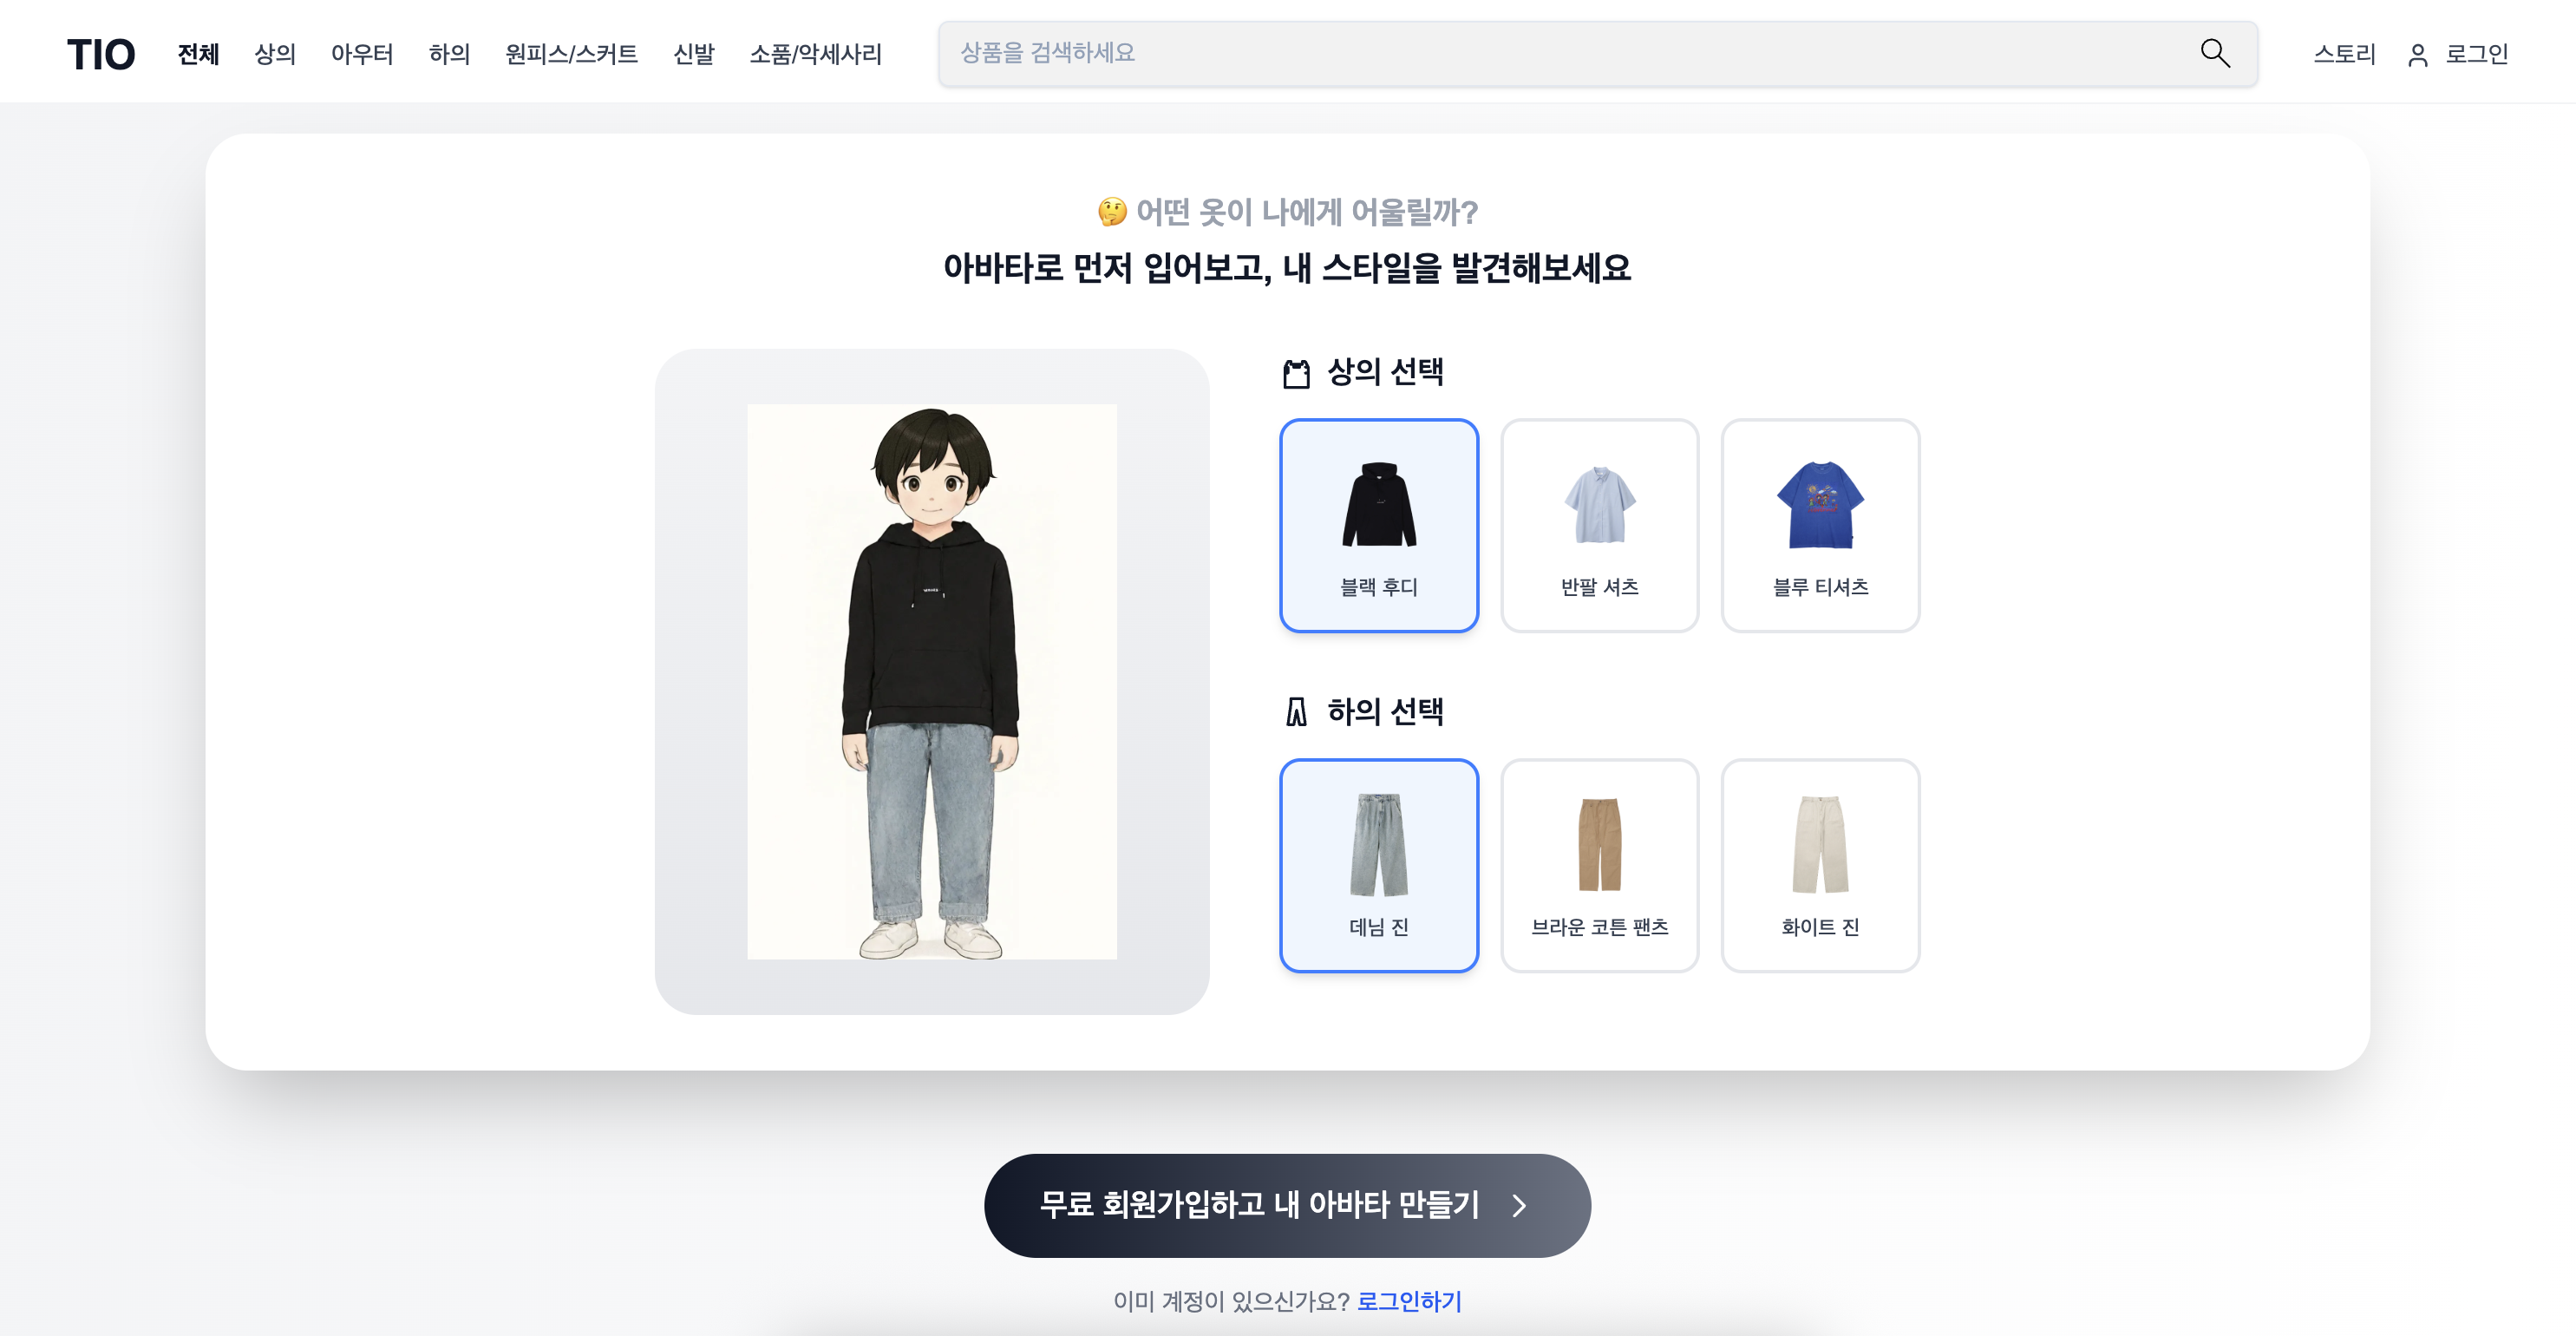 TIO 전체 상의 아우터 하의 원피스/스커트 신발 소품/악세사리 상품을 검색하세요 스토리 로그인
🤔 어떤 옷이 나에게 어울릴까?
아바타로 먼저 입어보고, 내 스타일을 발견해보세요
상의 선택
블랙 후디 반팔 셔츠 블루 티셔츠
하의 선택
데님 진 브라운 코튼 팬츠 화이트 진
무료 회원가입하고 내 아바타 만들기
이미 계정이 있으신가요? 로그인하기